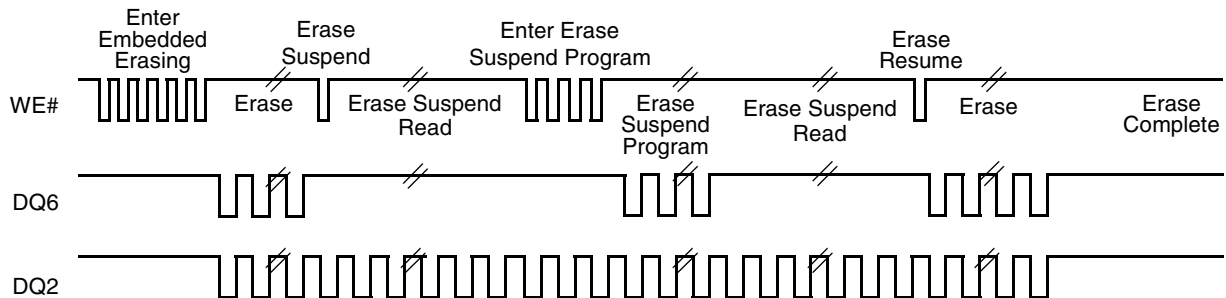 Enter
Embedded
Erasing
Erase
Suspend
Enter Erase
Suspend Program
Erase
Resume
WE#
Erase
Erase Suspend
Read
Erase
Suspend
Program
Erase Suspend
Read
Erase
Erase
Complete
DQ6
DQ2